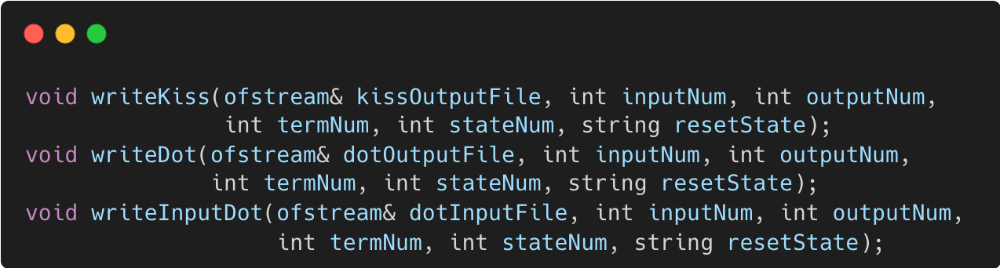 void writeKiss(ofstream& kissOutputFile, int inputNum, int outputNum,
int termNum, int stateNum, string resetState);
void writeDot(ofstream& dotOutputFile, int inputNum, int outputNum,
int termNum, int stateNum, string resetState);
void writeInputDot(ofstream& dotInputFile, int inputNum, int outputNum,
int termNum, int stateNum, string resetState);